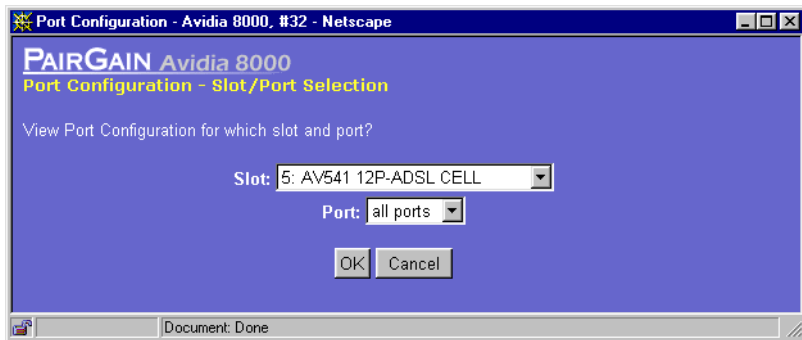 Port Configuration - Avidia 8000, #32 - Netscape
PAIRGAIN Avidia 8000
Port Configuration - Slot/Port Selection
View Port Configuration for which slot and port?
Slot: 5: AV541 12P-ADSL CELL
Port: all ports
OK Cancel
Document: Done